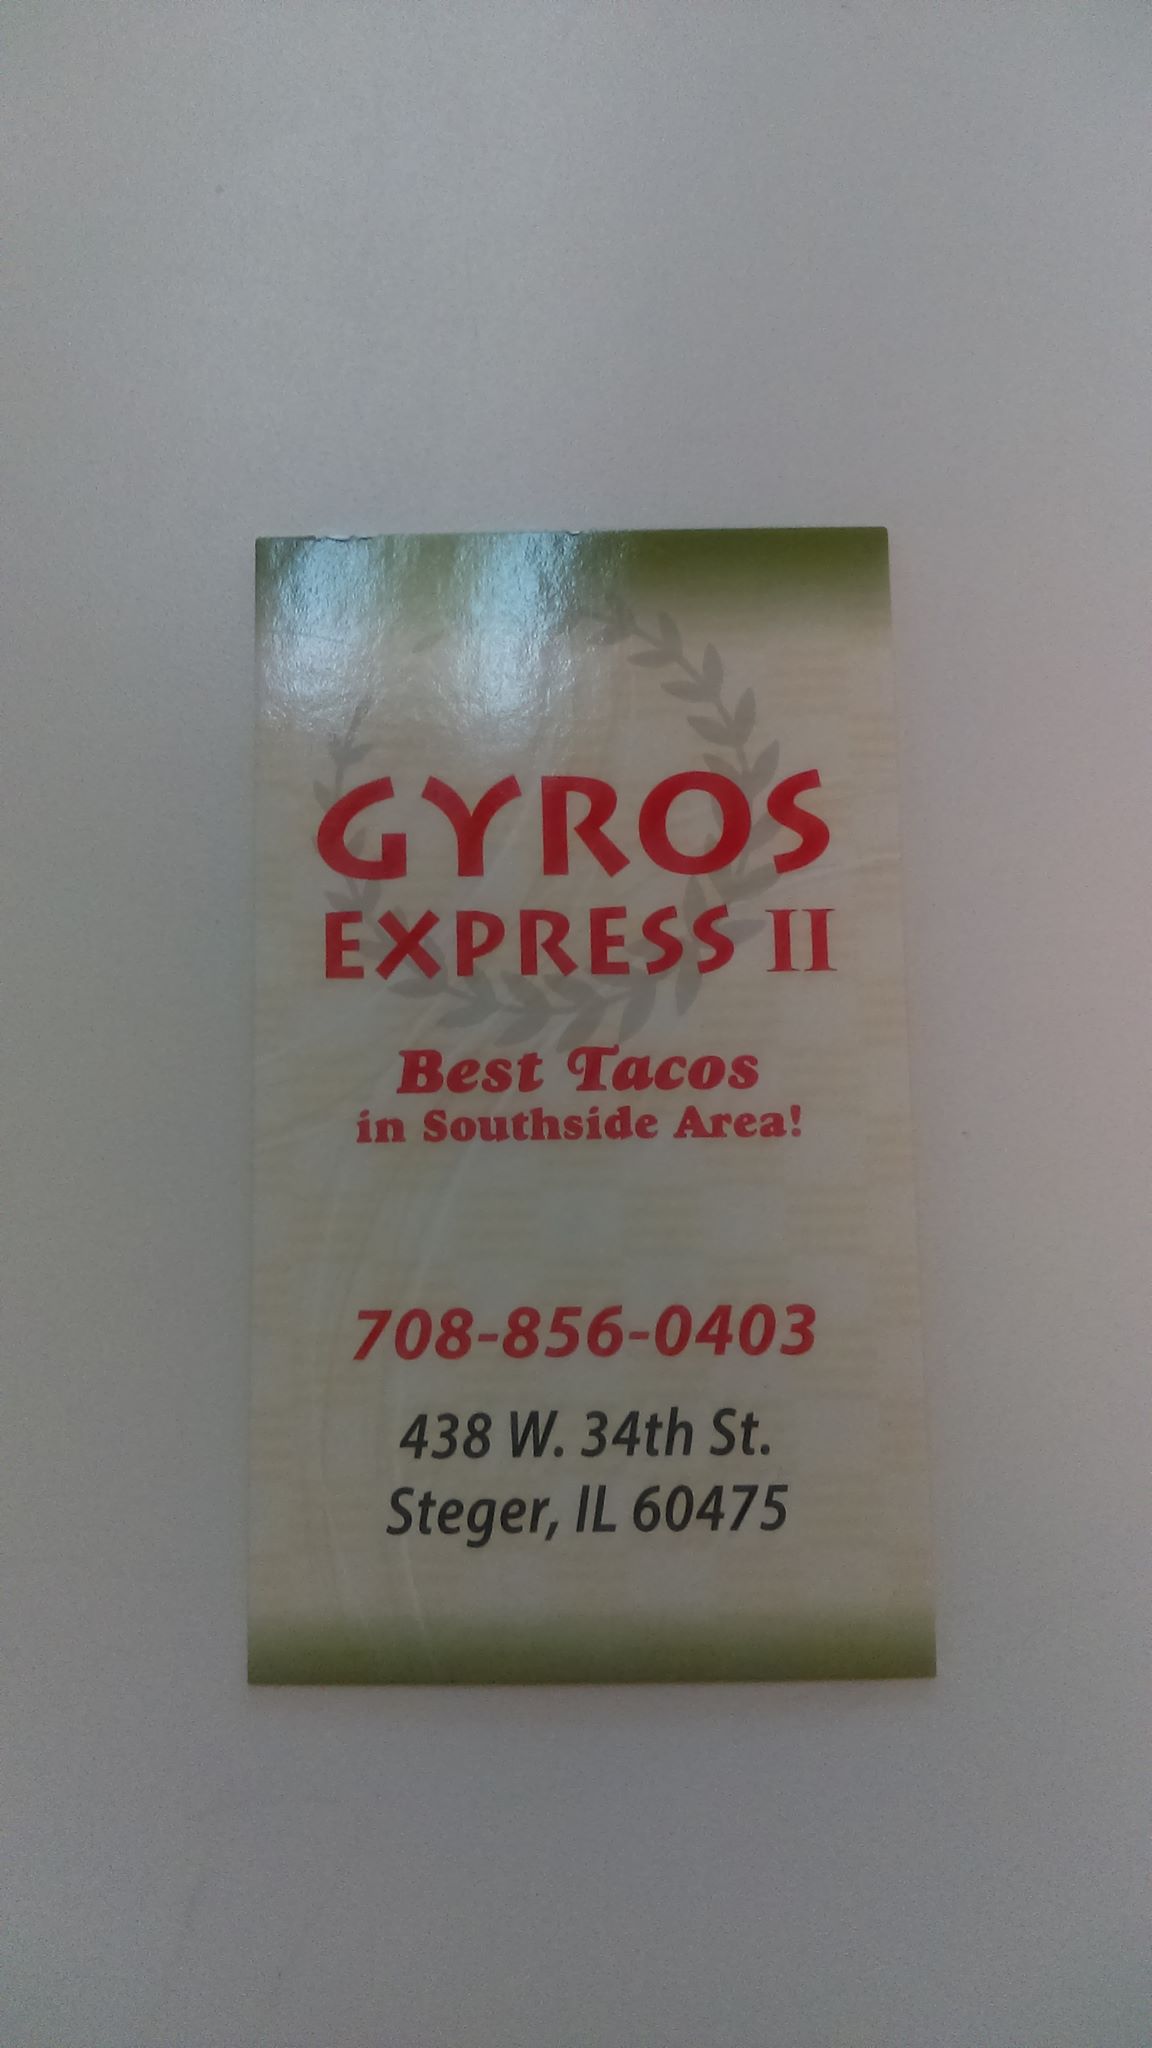 GYROS
EXPRESS II
Best Tacos
in Southside Area!
708-856-0403
438 W. 34th St.
Steger, IL 60475